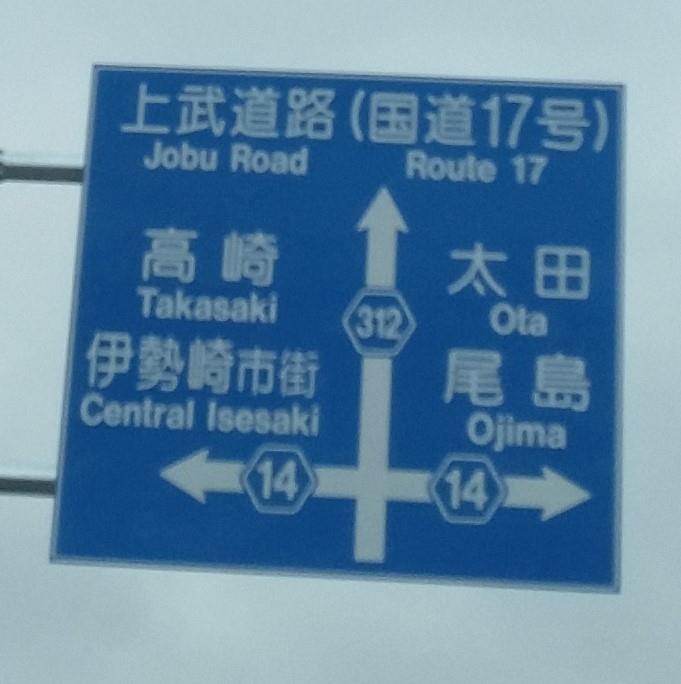 上武道路(国道17号)
Jobu Road Route 17
高崎
Takasaki
太田
Ota
312
伊勢崎市街
Central Isesaki
尾島
Ojima
14
14